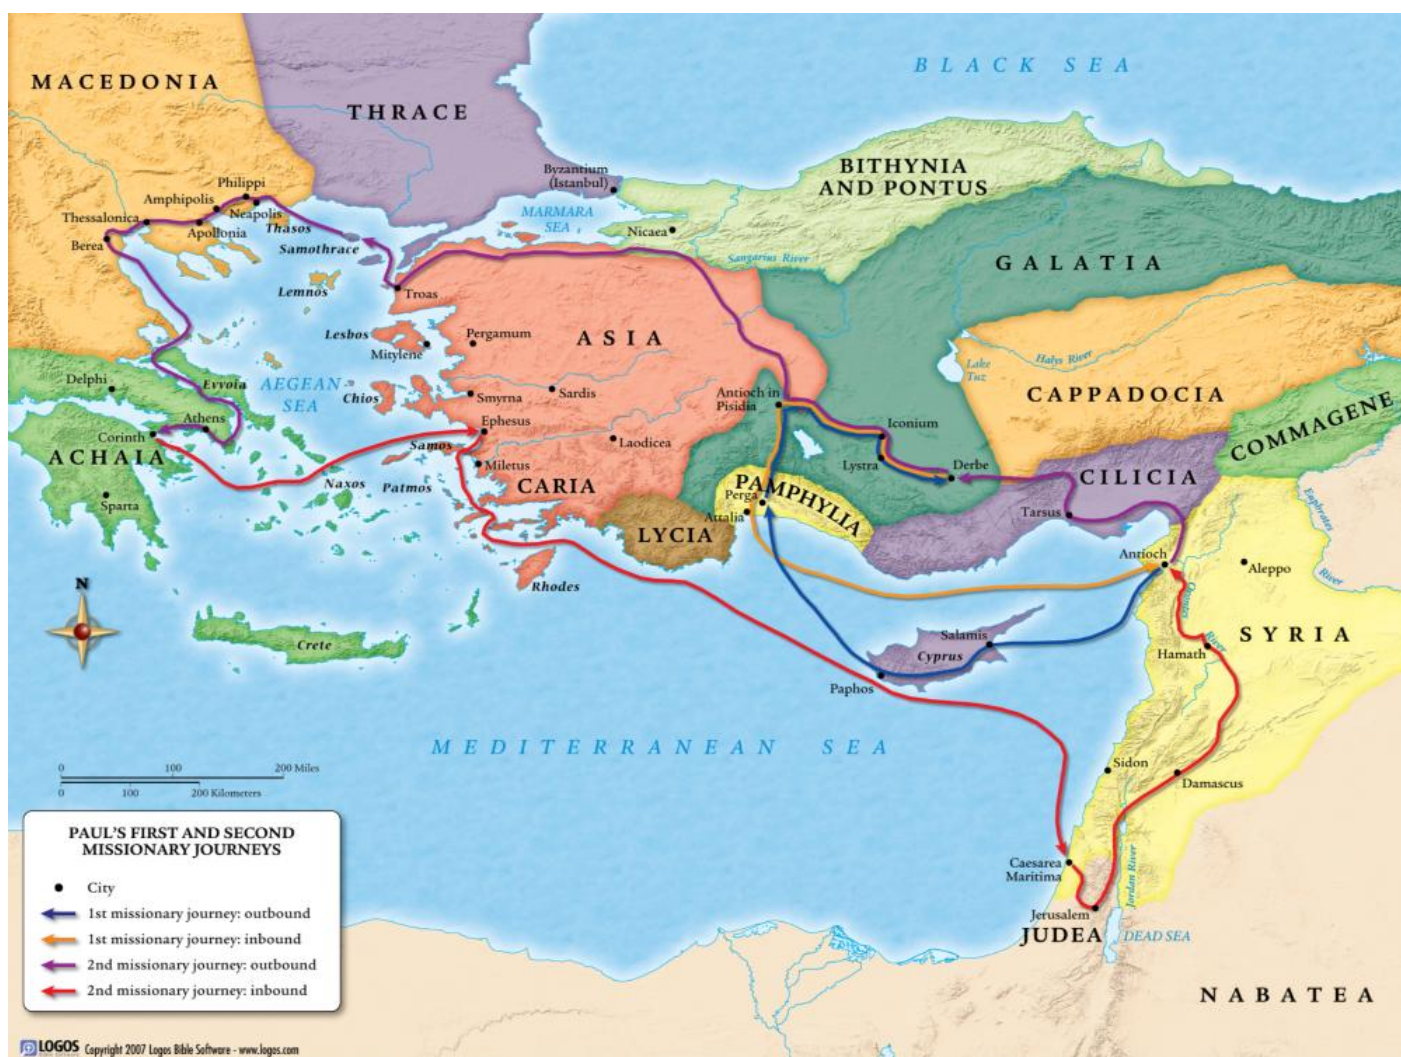 BLACK SEA
MACEDONIA
THRACE
BITHYNIA
AND PONTUS
Byzantium
(Istanbul)
MARMARA
SEA
Nicaea
Sangarius River
GALATIA
Philippi
Amphipolis
Neapolis
Thessalonica
Apollonia
Thasos
Berea
Samothrace
Lemnos
Troas
Lesbos
Pergamum
Mitylene
ASIA
Lake
Tuz
Halys River
CAPPADOCIA
COMMAGENE
Delphi
Evvoia
AEGEAN
SEA
Chios
Smyrna
Sardis
Antioch in
Pisidia
Athens
Corinth
ACHAIA
Ephesus
Samos
Laodicea
Iconium
Lystra
Derbe
CILICIA
Miletus
Naxos
Patmos
CARIA
Sparta
PAMPHYLIA
Perga
Attalia
LYCIA
Tarsus
Euphrates
River
Antioch
Aleppo
N
Rhodes
Orontes
River
SYRIA
Crete
Salamis
Cyprus
Hamath
Paphos
MEDITERRANEAN SEA
Sidon
Damascus
0 100 200 Miles
0 100 200 Kilometers
PAUL'S FIRST AND SECOND
MISSIONARY JOURNEYS
City
1st missionary journey: outbound
1st missionary journey: inbound
2nd missionary journey: outbound
2nd missionary journey: inbound
Caesarea
Maritima
Jordan River
Jerusalem
JUDEA
DEAD SEA
NABATEA
LOGOS Copyright 2007 Logos Bible Software - www.logos.com